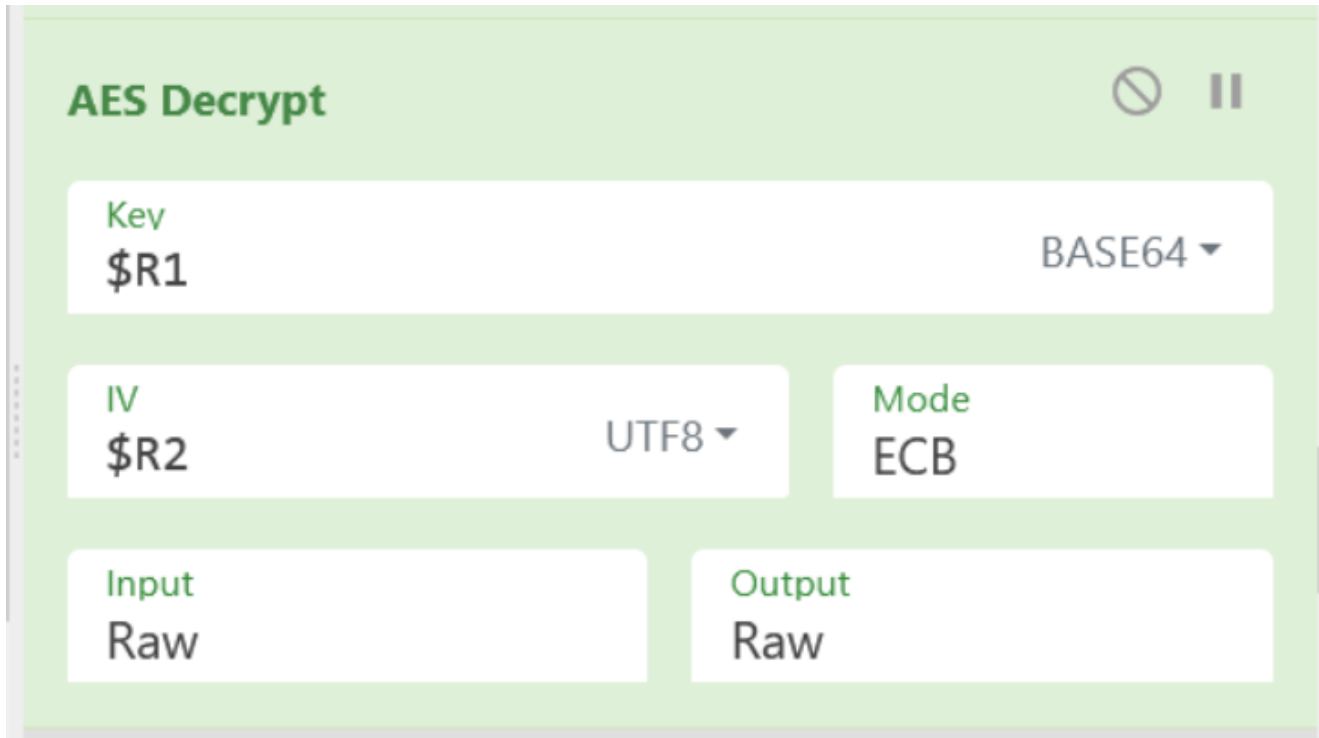 AES Decrypt
Key
$R1
BASE64
IV
$R2
UTF8
Mode
ECB
Input
Raw
Output
Raw